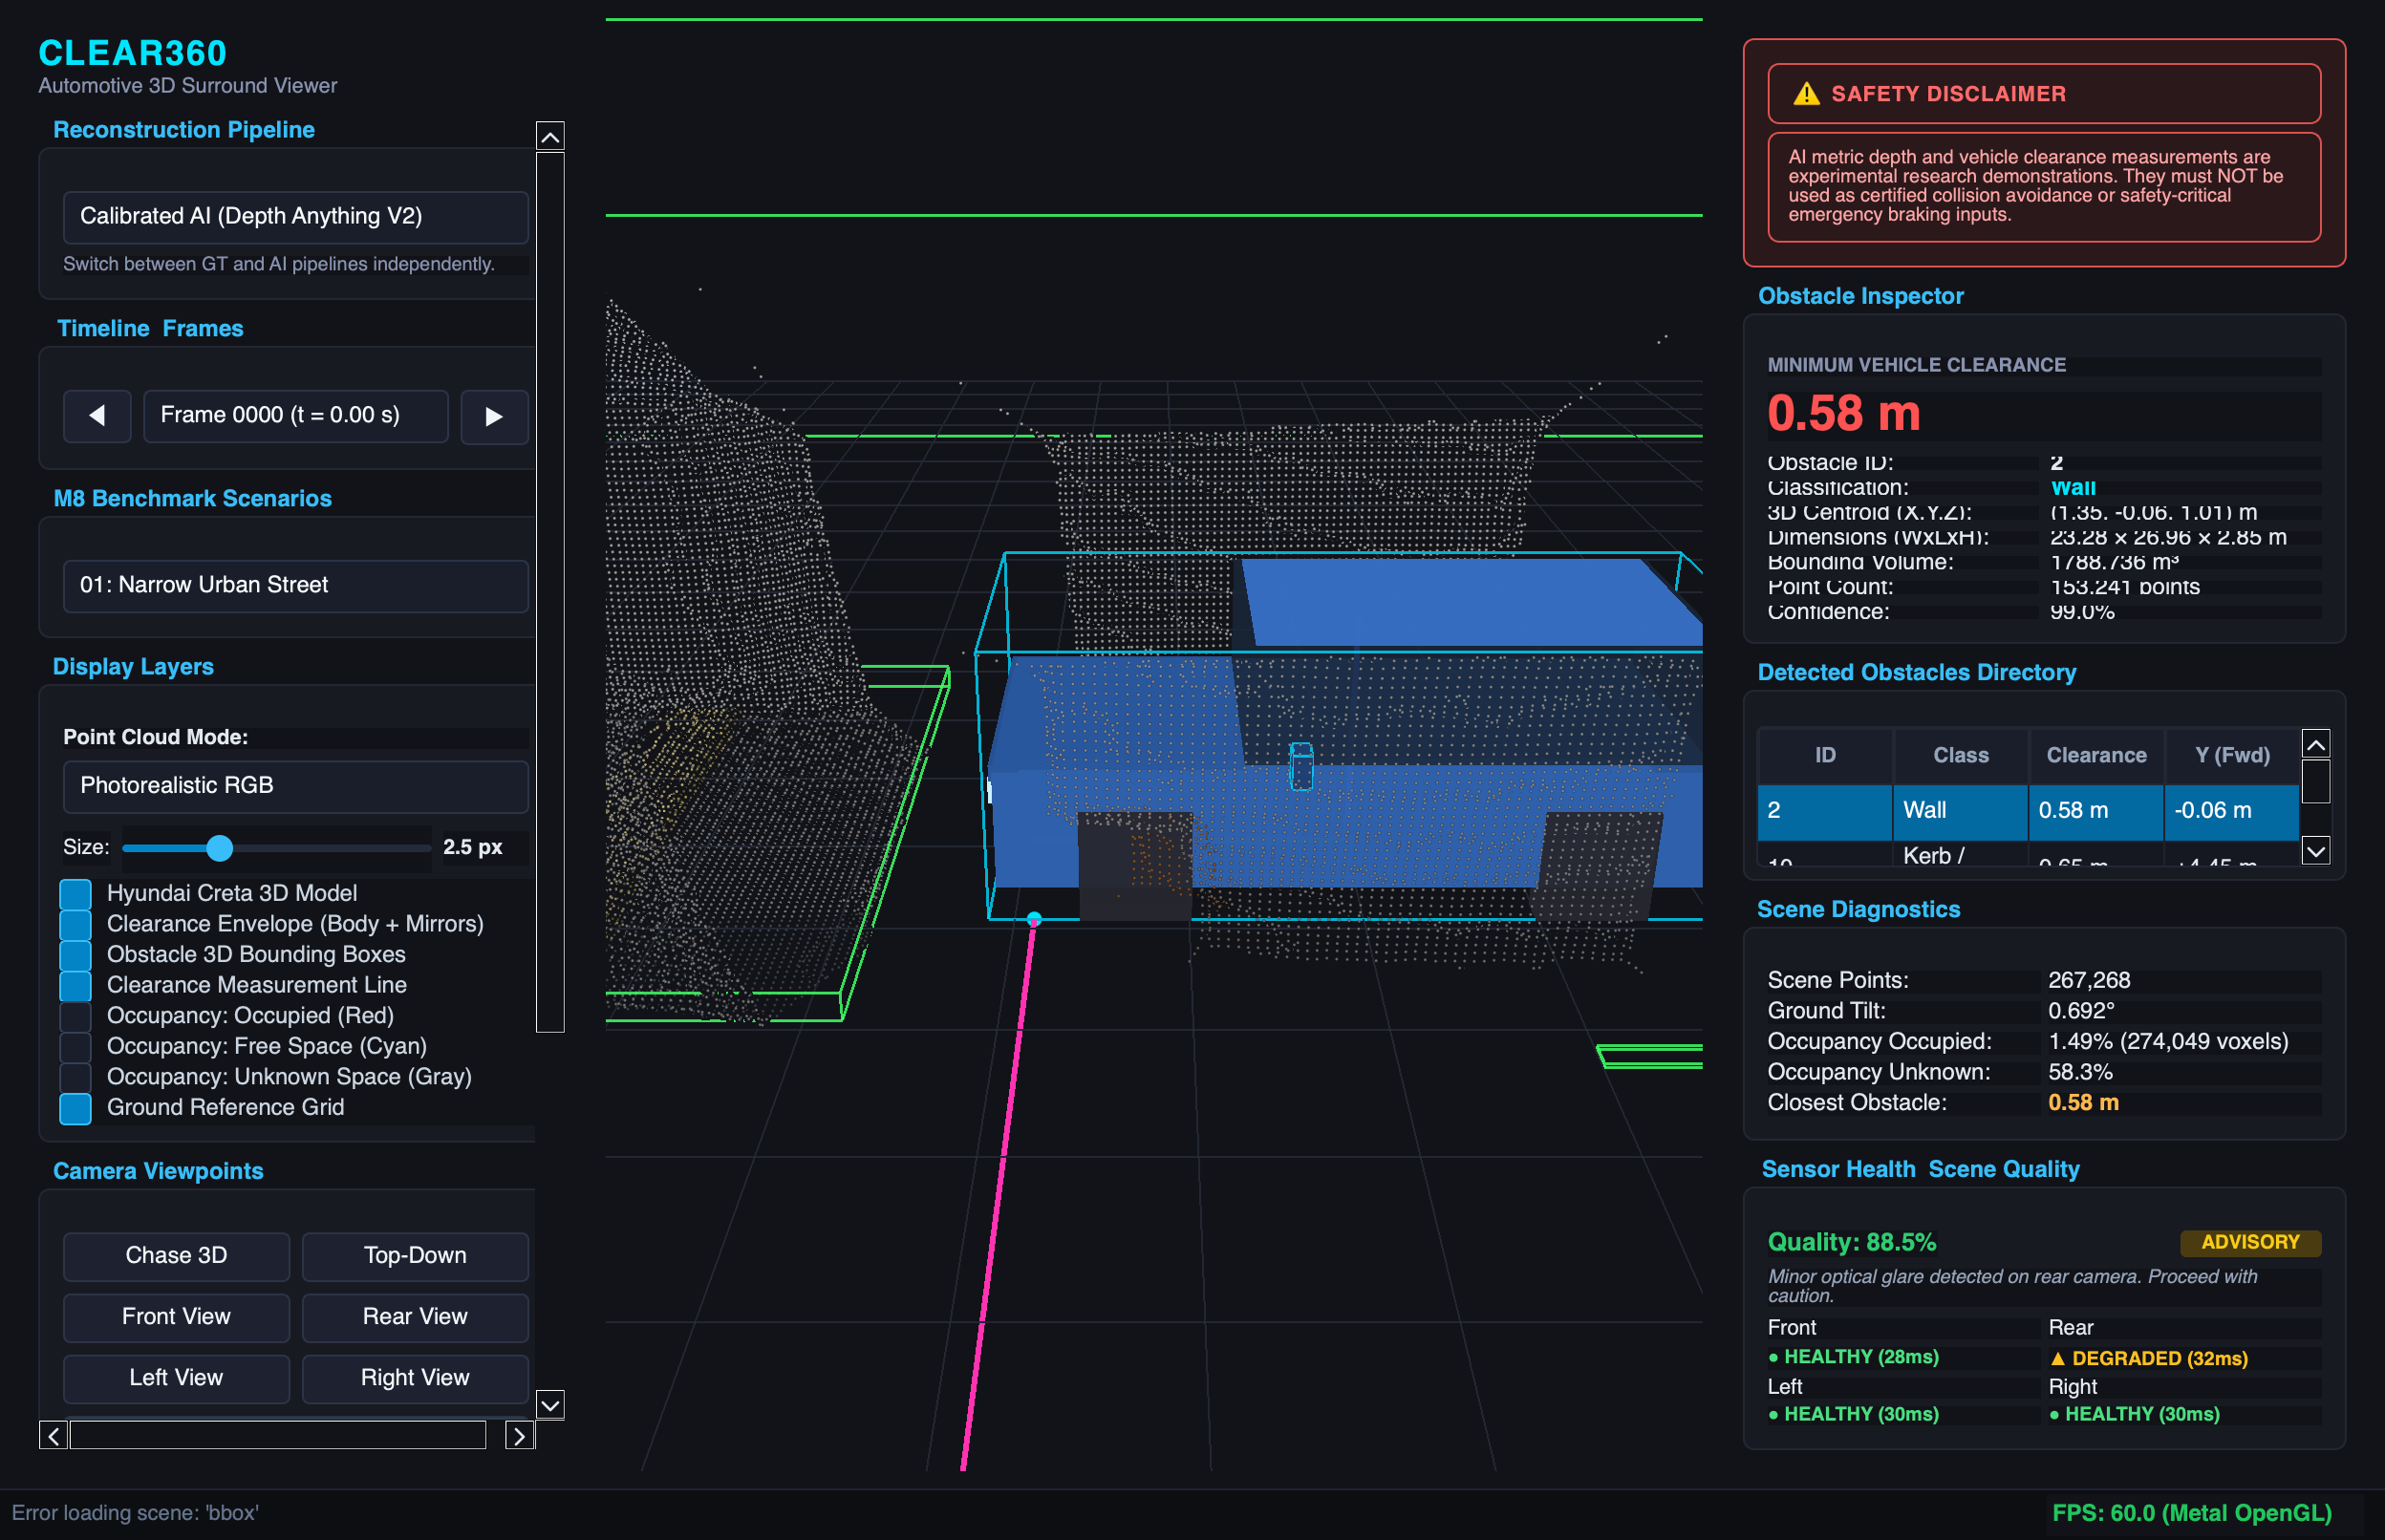 CLEAR360
Automotive 3D Surround Viewer
Reconstruction Pipeline
Calibrated AI (Depth Anything V2)
Switch between GT and AI pipelines independently.
Timeline  Frames
Frame 0000 (t = 0.00 s)
M8 Benchmark Scenarios
01: Narrow Urban Street
Display Layers
Point Cloud Mode:
Photorealistic RGB
Size: 2.5 px
Hyundai Creta 3D Model
Clearance Envelope (Body + Mirrors)
Obstacle 3D Bounding Boxes
Clearance Measurement Line
Occupancy: Occupied (Red)
Occupancy: Free Space (Cyan)
Occupancy: Unknown Space (Gray)
Ground Reference Grid
Camera Viewpoints
Chase 3D Top-Down
Front View Rear View
Left View Right View
Error loading scene: 'bbox'
⚠ SAFETY DISCLAIMER
AI metric depth and vehicle clearance measurements are
experimental research demonstrations. They must NOT be
used as certified collision avoidance or safety-critical
emergency braking inputs.
Obstacle Inspector
MINIMUM VEHICLE CLEARANCE
0.58 m
Obstacle ID: 2
Classification: Wall
3D Centroid (X,Y,Z): (1.35, -0.06, 1.01) m
Dimensions (WxLxH): 23.28 × 26.96 × 2.85 m
Bounding Volume: 1788.736 m³
Point Count: 153,241 points
Confidence: 99.0%
Detected Obstacles Directory
ID Class Clearance Y (Fwd)
2 Wall 0.58 m -0.06 m
10 Kerb / 0.65 m +4.45 m
Scene Diagnostics
Scene Points: 267,268
Ground Tilt: 0.692°
Occupancy Occupied: 1.49% (274,049 voxels)
Occupancy Unknown: 58.3%
Closest Obstacle: 0.58 m
Sensor Health  Scene Quality
Quality: 88.5% ADVISORY
Minor optical glare detected on rear camera. Proceed with
caution.
Front Rear
● HEALTHY (28ms) ▲ DEGRADED (32ms)
Left Right
● HEALTHY (30ms) ● HEALTHY (30ms)
FPS: 60.0 (Metal OpenGL)